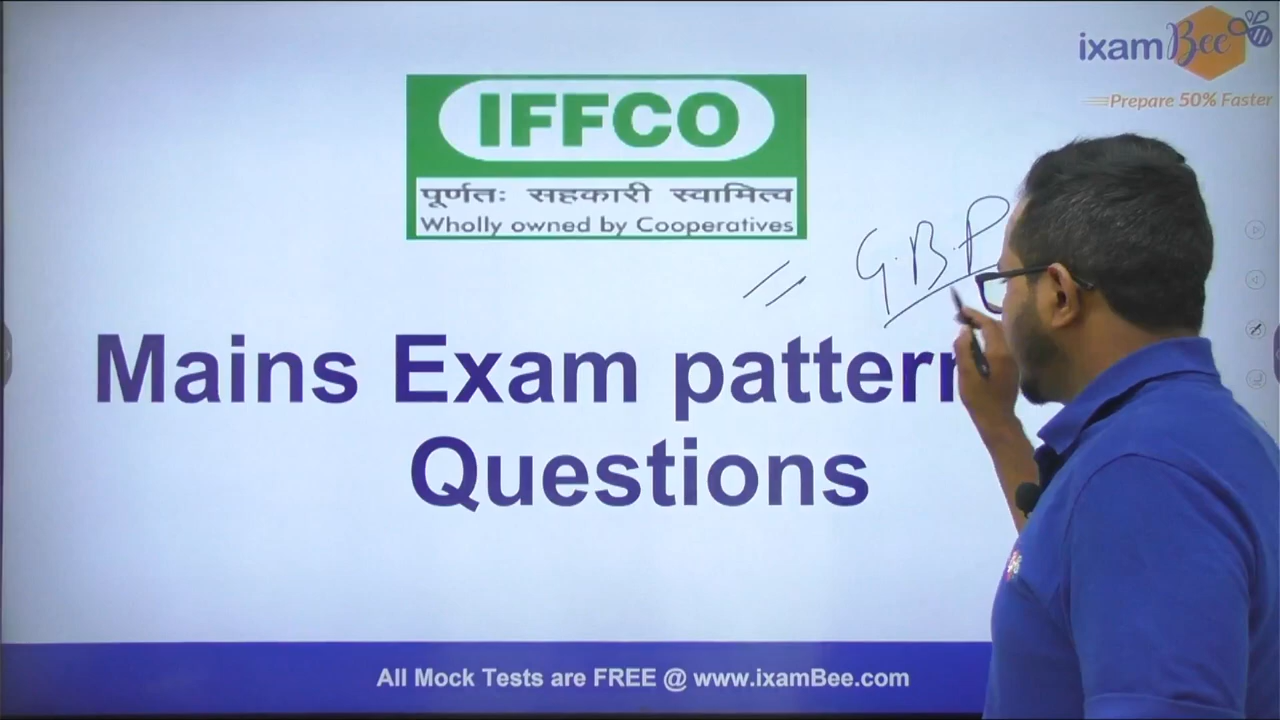 ixamBee
Prepare 50% Faster
IFFCO
पूर्णतः सहकारी स्वामित्व
Wholly owned by Cooperatives
= G.B.P
Mains Exam pattern
Questions
All Mock Tests are FREE @ www.ixamBee.com